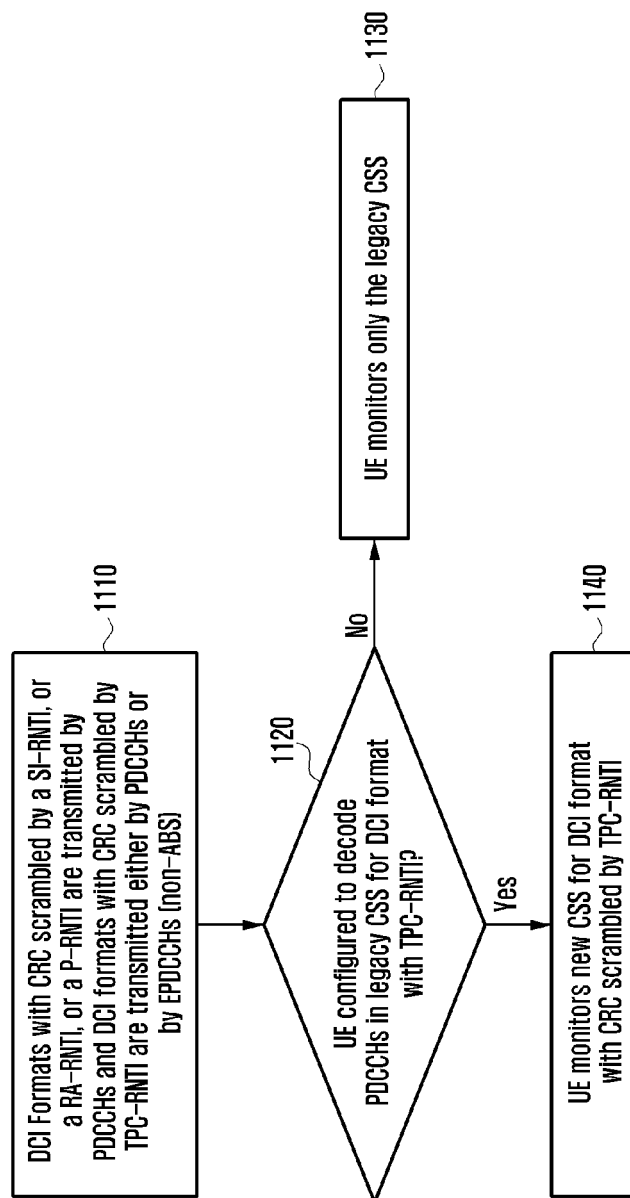 DCI Formats with CRC scrambled by a SI-RNTI, or
a RA-RNTI, or a P-RNTI are transmitted by
PDCCHs and DCI formats with CRC scrambled by
TPC-RNTI are transmitted either by PDCCHs or
by EPDCCHs (non-ABS)
1110
1120
UE configured to decode
PDCCHs in legacy CSS for DCI format
with TPC-RNTI?
No
UE monitors only the legacy CSS
1130
Yes
1140
UE monitors new CSS for DCI format
with CRC scrambled by TPC-RNTI